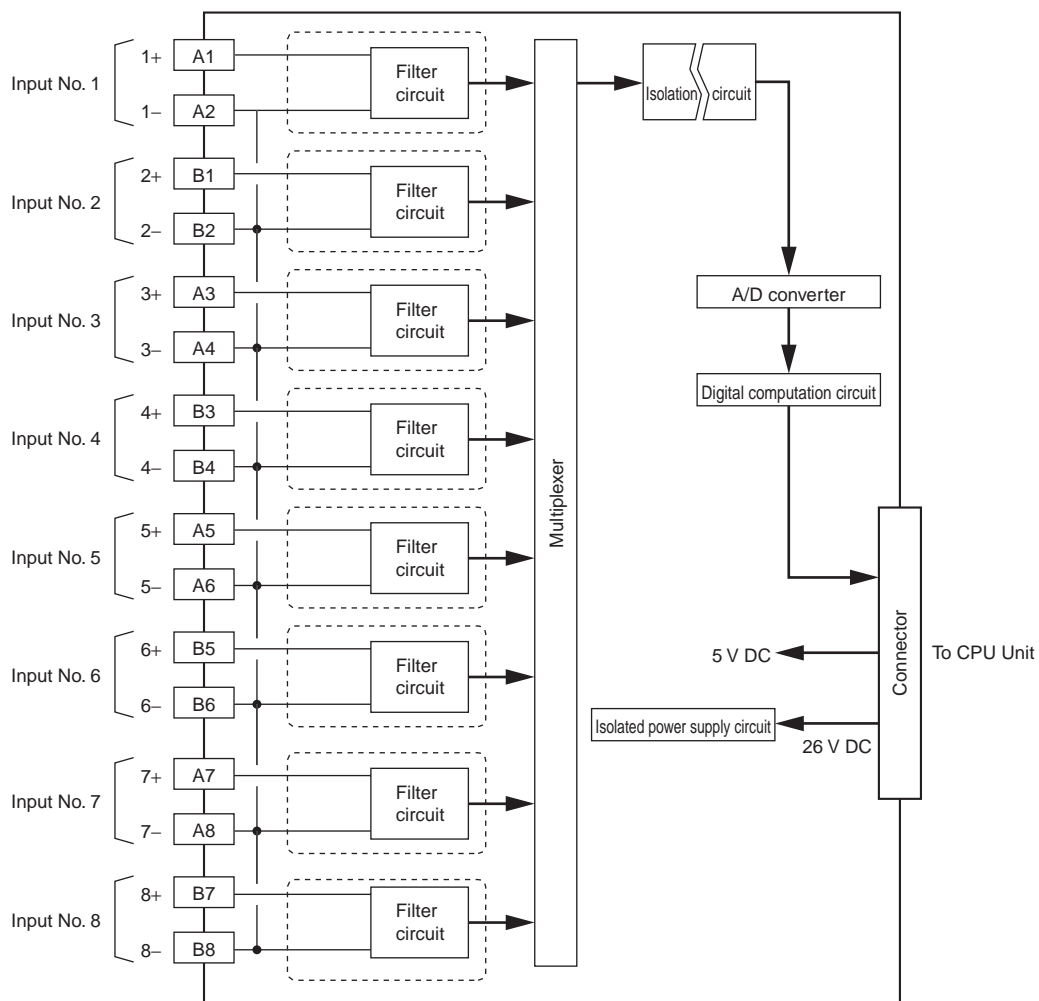 Input No. 1
1+
A1
1–
A2
Filter
circuit
Input No. 2
2+
B1
2–
B2
Filter
circuit
Input No. 3
3+
A3
3–
A4
Filter
circuit
Input No. 4
4+
B3
4–
B4
Filter
circuit
Input No. 5
5+
A5
5–
A6
Filter
circuit
Input No. 6
6+
B5
6–
B6
Filter
circuit
Input No. 7
7+
A7
7–
A8
Filter
circuit
Input No. 8
8+
B7
8–
B8
Filter
circuit
Multiplexer
Isolation circuit
A/D converter
Digital computation circuit
Connector
To CPU Unit
5 V DC
Isolated power supply circuit
26 V DC